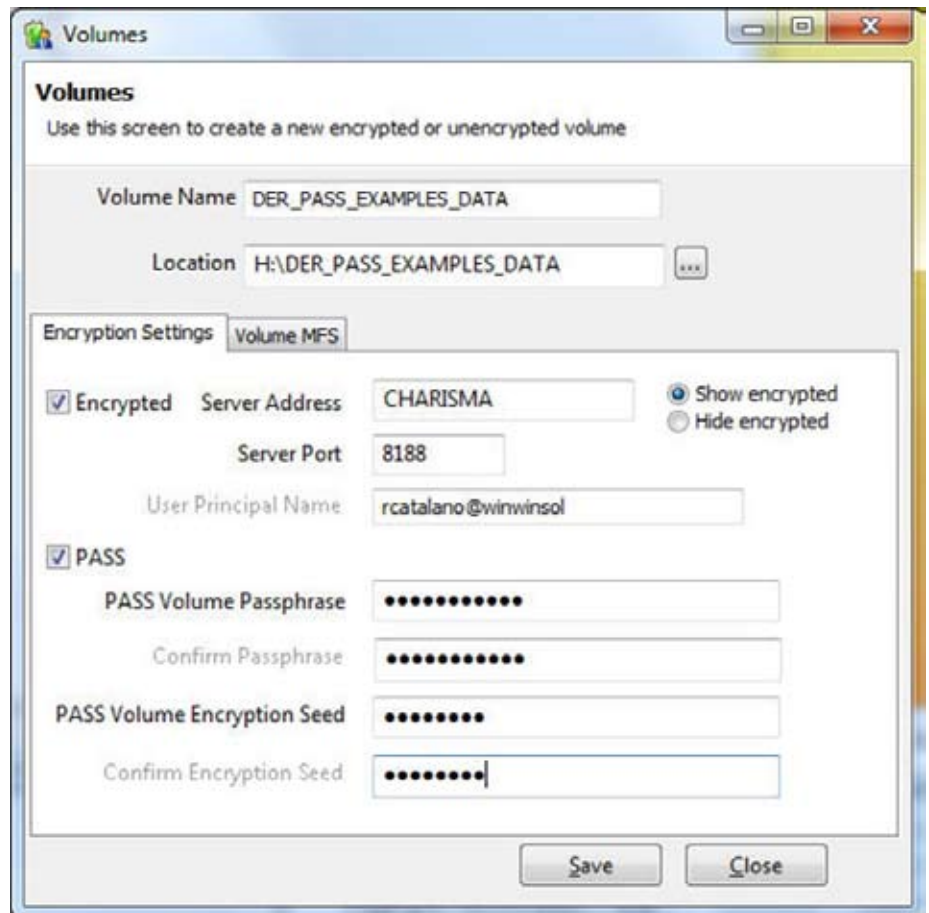 Volumes
Volumes
Use this screen to create a new encrypted or unencrypted volume
Volume Name DER_PASS_EXAMPLES_DATA
Location H:\DER_PASS_EXAMPLES_DATA ...
Encryption Settings Volume MFS
Encrypted Server Address CHARISMA Show encrypted
Hide encrypted
Server Port 8188
User Principal Name rcatalano@winwinsol
PASS
PASS Volume Passphrase ●●●●●●●●●●●
Confirm Passphrase ●●●●●●●●●●●
PASS Volume Encryption Seed ●●●●●●●●
Confirm Encryption Seed ●●●●●●●●
Save Close